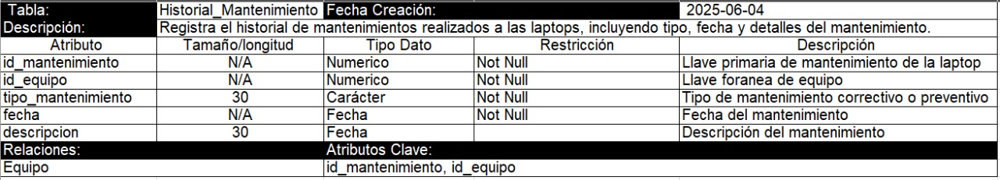 Tabla: Historial_Mantenimiento Fecha Creación: 2025-06-04
Descripción: Registra el historial de mantenimientos realizados a las laptops, incluyendo tipo, fecha y detalles del mantenimiento.
Atributo Tamaño/longitud Tipo Dato Restricción Descripción
id_mantenimiento N/A Numerico Not Null Llave primaria de mantenimiento de la laptop
id_equipo N/A Numerico Not Null Llave foranea de equipo
tipo_mantenimiento 30 Carácter Not Null Tipo de mantenimiento correctivo o preventivo
fecha N/A Fecha Not Null Fecha del mantenimiento
descripcion 30 Fecha Descripción del mantenimiento
Relaciones: Atributos Clave:
Equipo id_mantenimiento, id_equipo